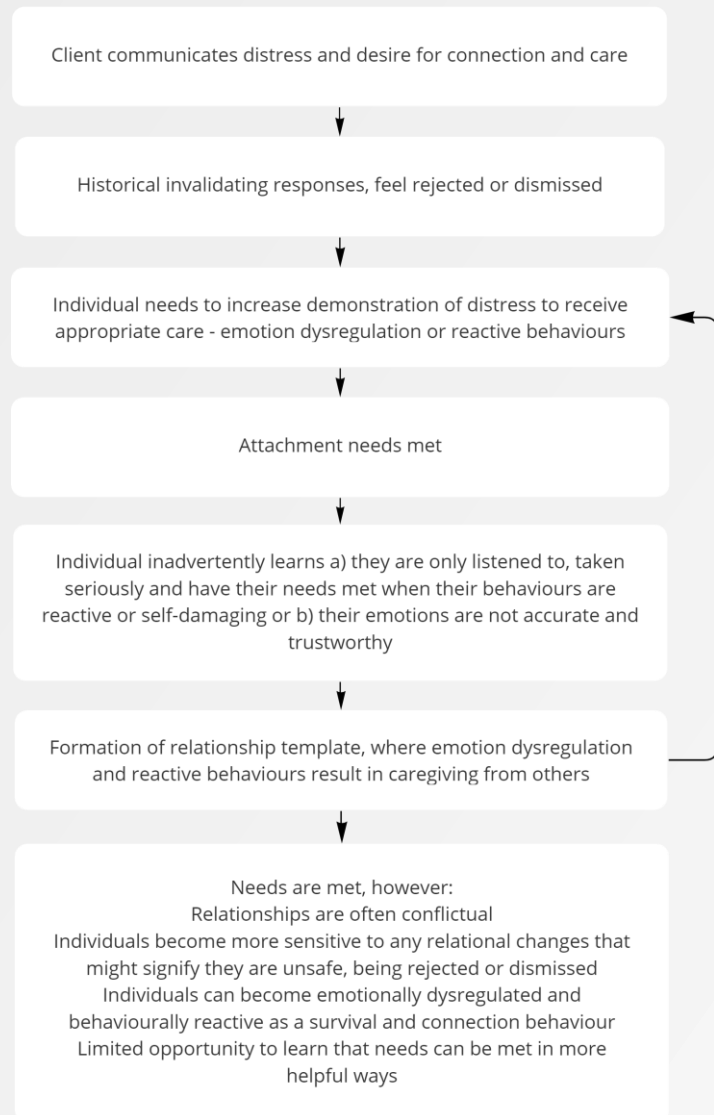 Client communicates distress and desire for connection and care
Historical invalidating responses, feel rejected or dismissed
Individual needs to increase demonstration of distress to receive
appropriate care - emotion dysregulation or reactive behaviours
Attachment needs met
Individual inadvertently learns a) they are only listened to, taken
seriously and have their needs met when their behaviours are
reactive or self-damaging or b) their emotions are not accurate and
trustworthy
Formation of relationship template, where emotion dysregulation
and reactive behaviours result in caregiving from others
Needs are met, however:
Relationships are often conflictual
Individuals become more sensitive to any relational changes that
might signify they are unsafe, being rejected or dismissed
Individuals can become emotionally dysregulated and
behaviourally reactive as a survival and connection behaviour
Limited opportunity to learn that needs can be met in more
helpful ways